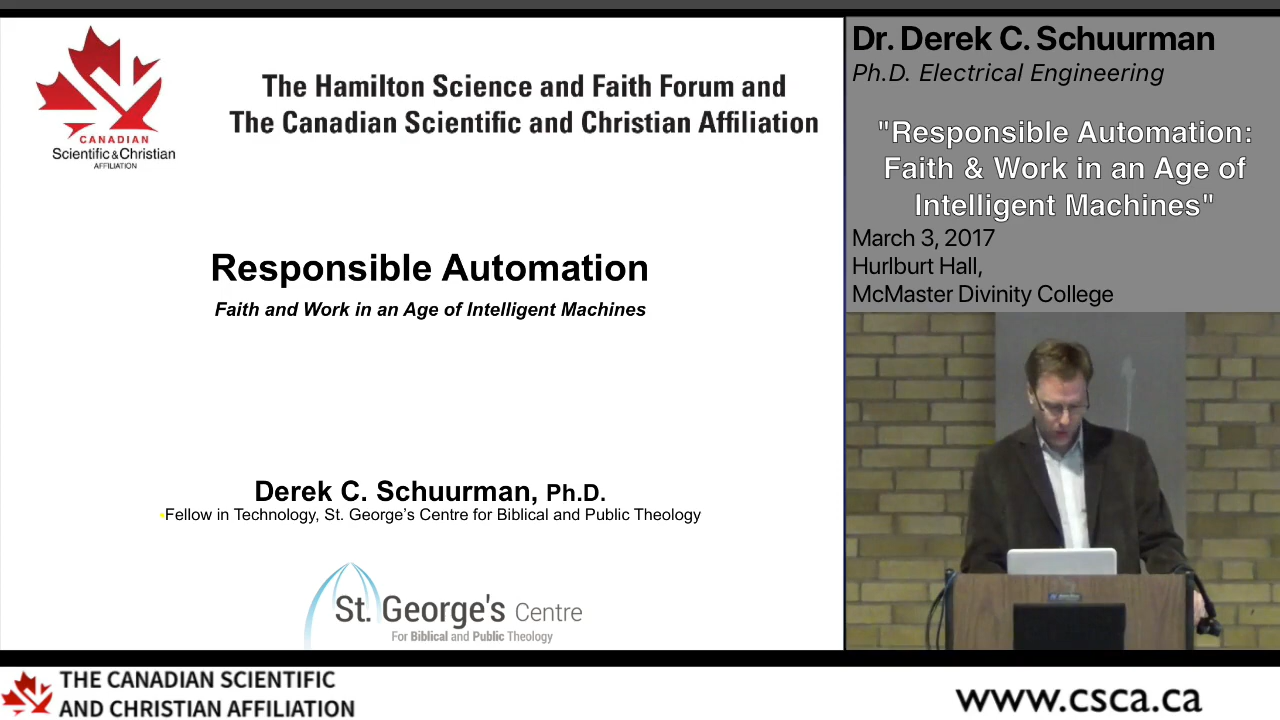 The Hamilton Science and Faith Forum and
The Canadian Scientific and Christian Affiliation
CANADIAN
Scientific & Christian
AFFILIATION
Responsible Automation
Faith and Work in an Age of Intelligent Machines
Derek C. Schuurman, Ph.D.
Fellow in Technology, St. George's Centre for Biblical and Public Theology
St. George's Centre
For Biblical and Public Theology
Dr. Derek C. Schuurman
Ph.D. Electrical Engineering
"Responsible Automation:
Faith & Work in an Age of
Intelligent Machines"
March 3, 2017
Hurlburt Hall,
McMaster Divinity College
THE CANADIAN SCIENTIFIC
AND CHRISTIAN AFFILIATION
www.csca.ca